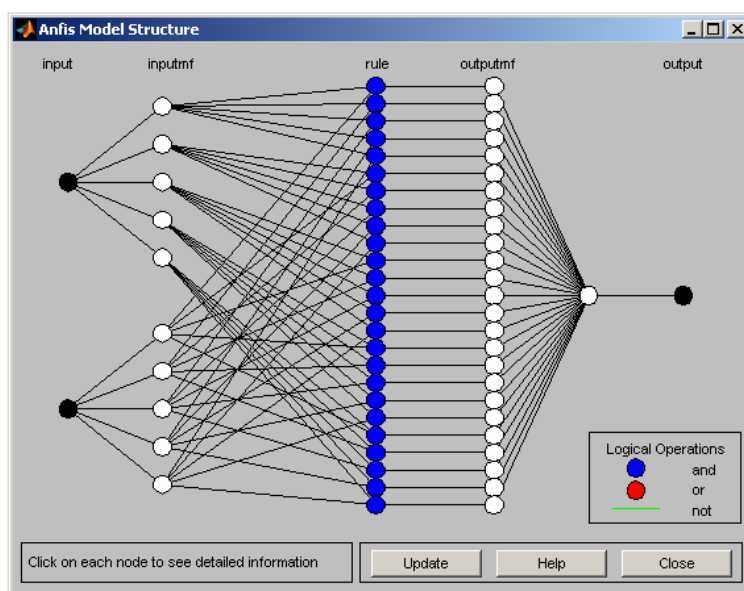 Anfis Model Structure
input inputmf rule outputmf output
Logical Operations
and
or
not
Click on each node to see detailed information
Update Help Close